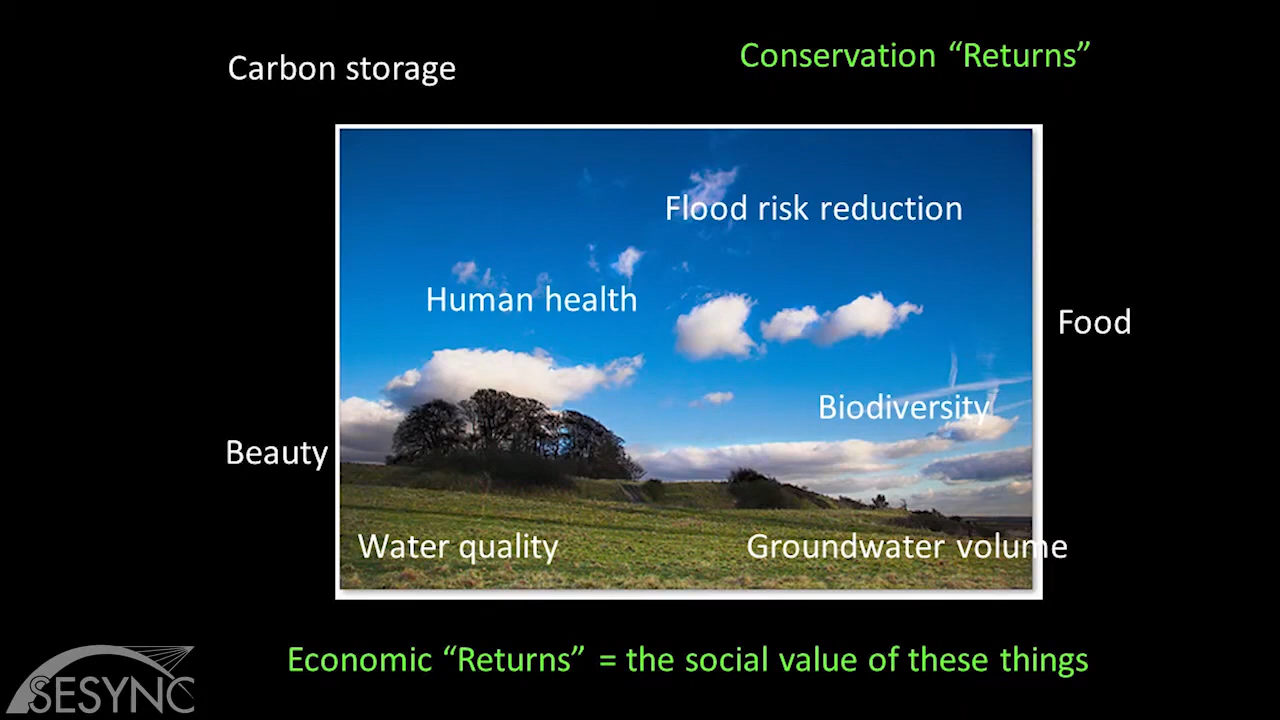 Carbon storage
Conservation “Returns”
Flood risk reduction
Human health
Food
Biodiversity
Beauty
Water quality
Groundwater volume
Economic “Returns” = the social value of these things
SESYNC